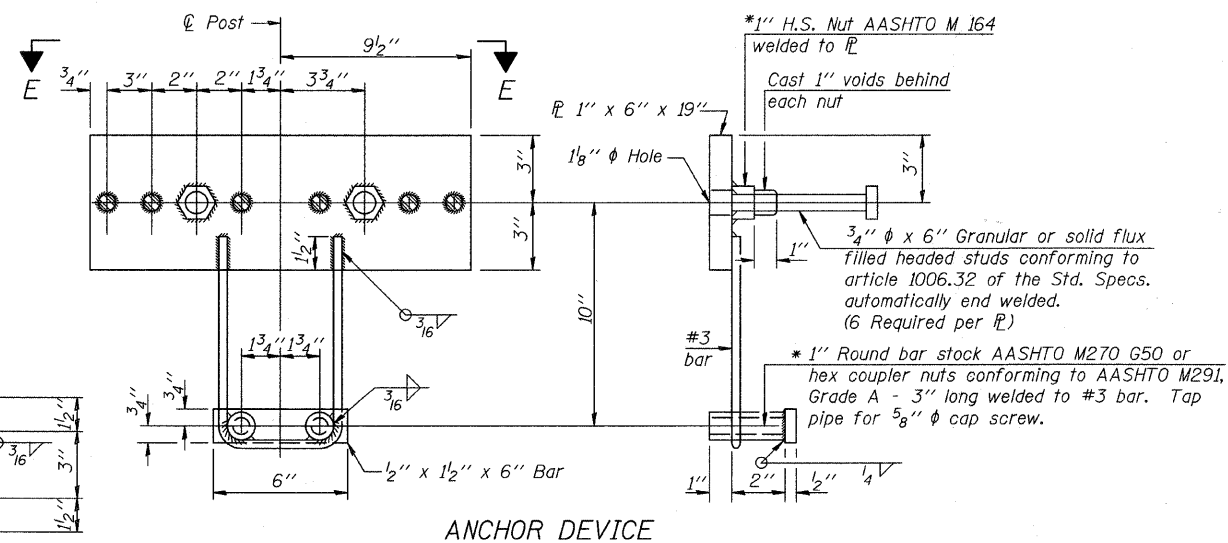 ℄ Post
9½"
E
E
¾"
3"
2"
2"
1¾"
3¾"
3"
3"
1½"
3/16
10"
1¾"
1¾"
¾"
¾"
3/16
6"
½" x 1½" x 6" Bar
1½"
3"
1½"
3/16
*1" H.S. Nut AASHTO M 164
welded to ℙ
Cast 1" voids behind
each nut
ℙ 1" x 6" x 19"
1⅛" ϕ Hole
3"
1"
¾" ϕ x 6" Granular or solid flux
filled headed studs conforming to
article 1006.32 of the Std. Specs.
automatically end welded.
(6 Required per ℙ)
#3
bar
* 1" Round bar stock AASHTO M270 G50 or
hex coupler nuts conforming to AASHTO M291,
Grade A - 3" long welded to #3 bar. Tap
pipe for ⅝" ϕ cap screw.
1"
2"
½"
¼
ANCHOR DEVICE